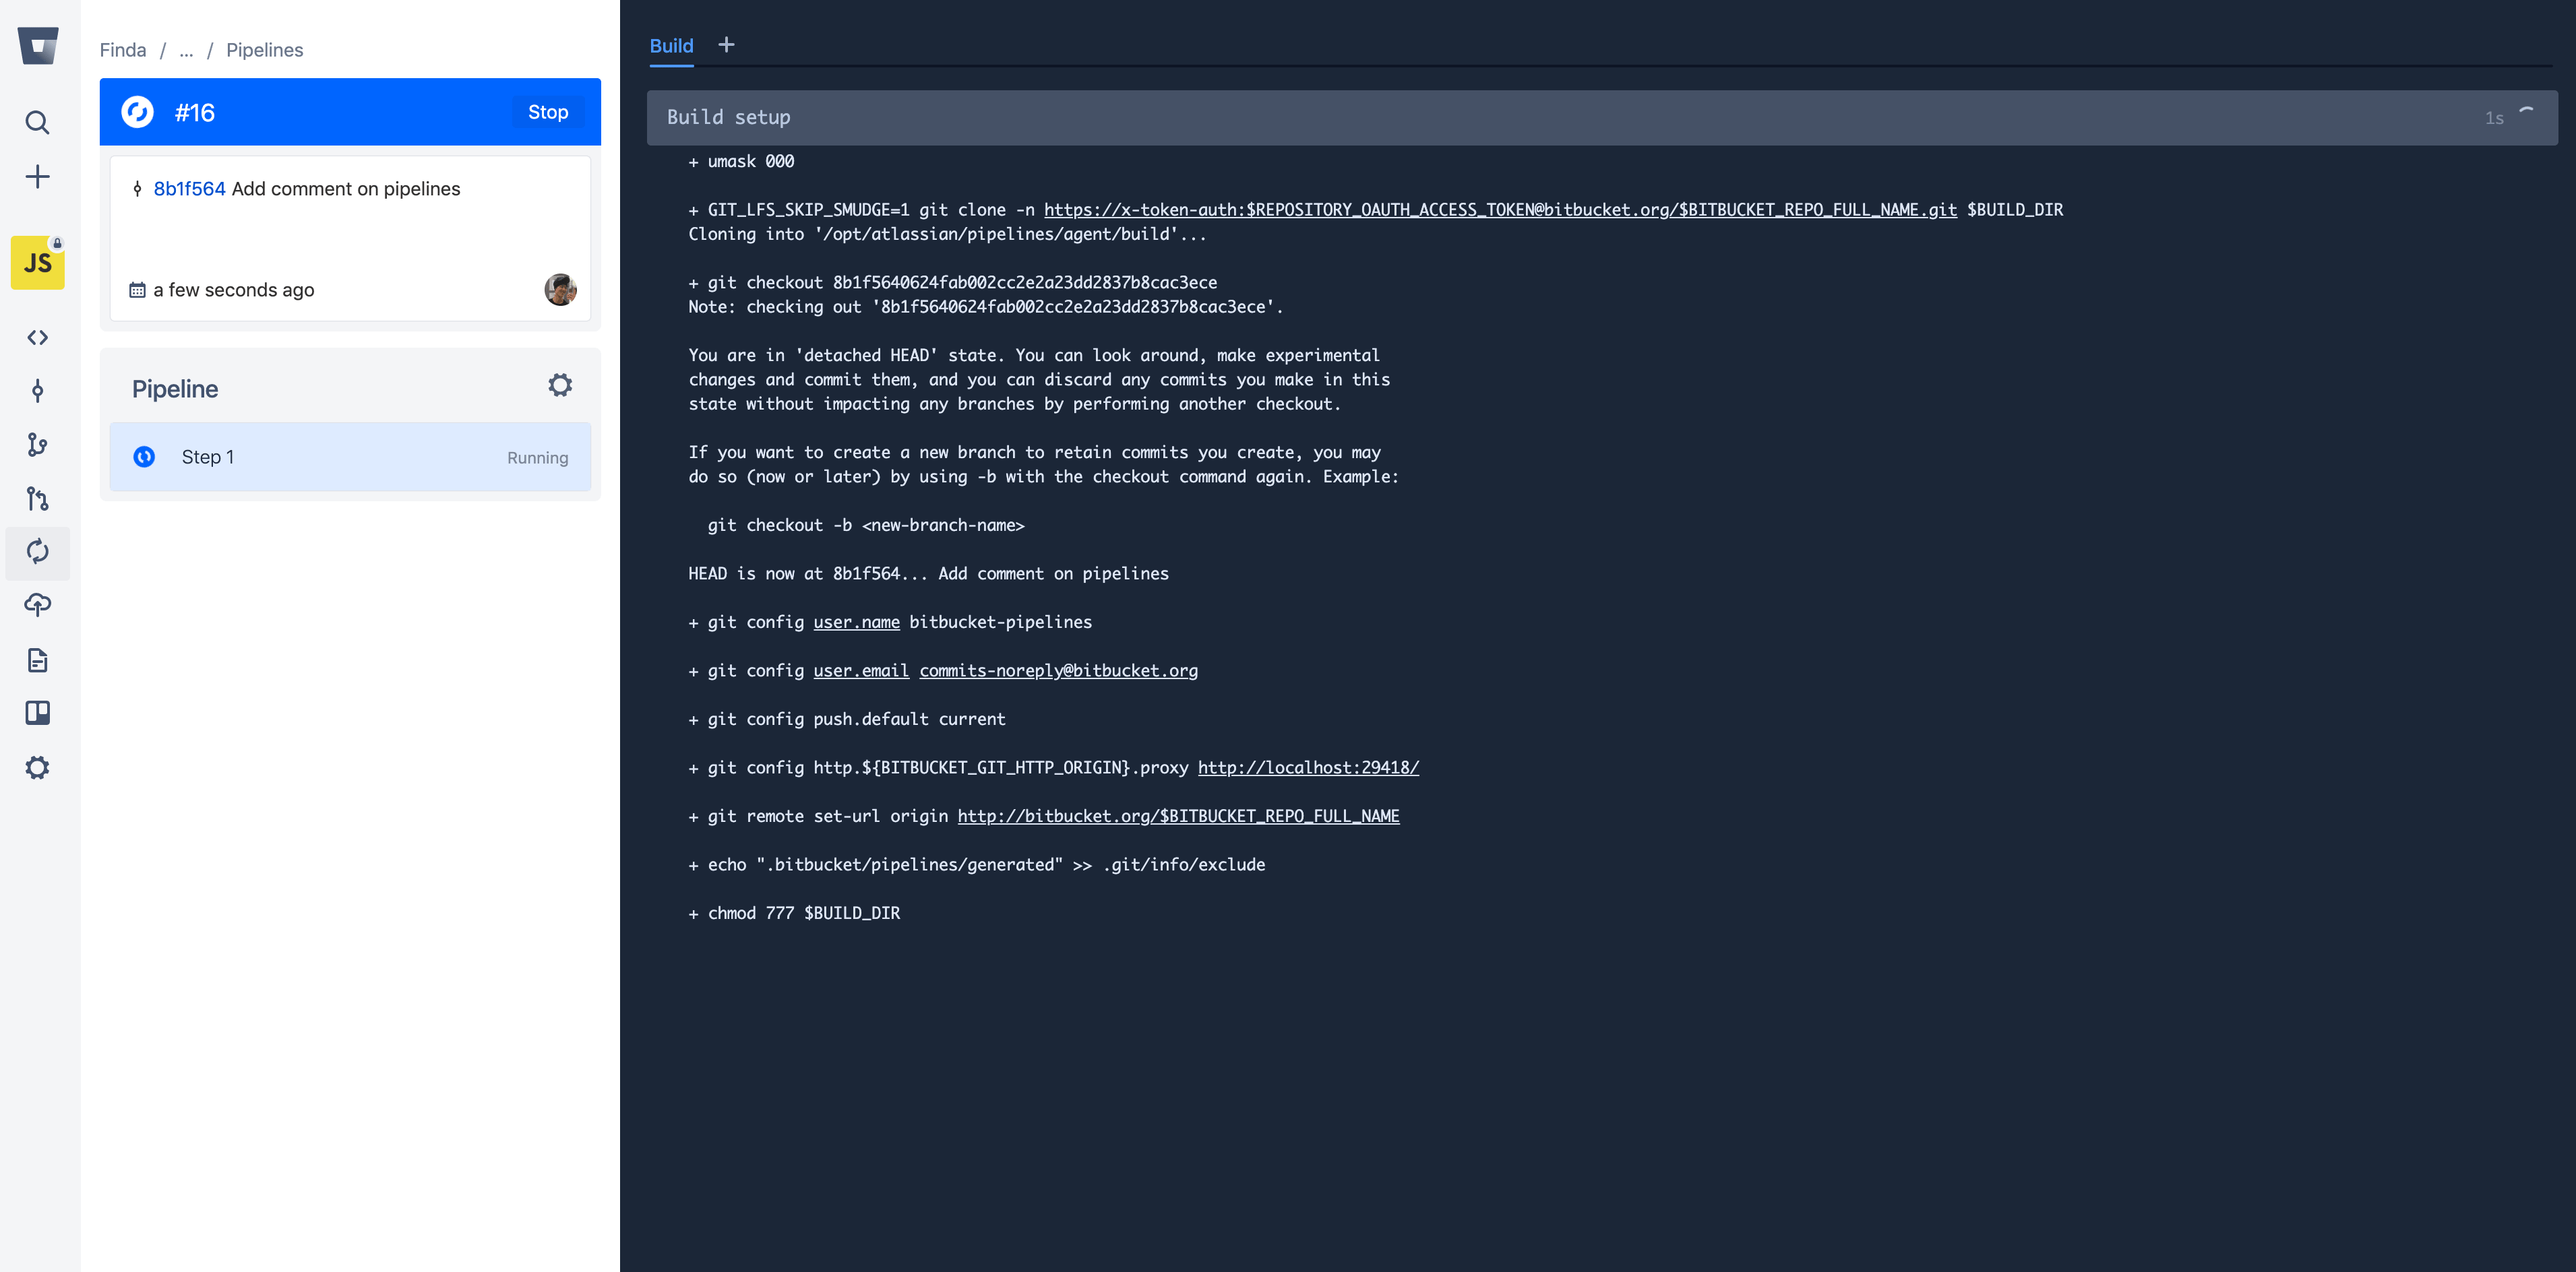 Finda / ... / Pipelines
#16
Stop
8b1f564 Add comment on pipelines
JS
a few seconds ago
Pipeline
Step 1
Running
Build +
Build setup
1s
+ umask 000
+ GIT_LFS_SKIP_SMUDGE=1 git clone -n https://x-token-auth:$REPOSITORY_OAUTH_ACCESS_TOKEN@bitbucket.org/$BITBUCKET_REPO_FULL_NAME.git $BUILD_DIR
Cloning into '/opt/atlassian/pipelines/agent/build'...
+ git checkout 8b1f5640624fab002cc2e2a23dd2837b8cac3ece
Note: checking out '8b1f5640624fab002cc2e2a23dd2837b8cac3ece'.
You are in 'detached HEAD' state. You can look around, make experimental
changes and commit them, and you can discard any commits you make in this
state without impacting any branches by performing another checkout.
If you want to create a new branch to retain commits you create, you may
do so (now or later) by using -b with the checkout command again. Example:
git checkout -b <new-branch-name>
HEAD is now at 8b1f564... Add comment on pipelines
+ git config user.name bitbucket-pipelines
+ git config user.email commits-noreply@bitbucket.org
+ git config push.default current
+ git config http.${BITBUCKET_GIT_HTTP_ORIGIN}.proxy http://localhost:29418/
+ git remote set-url origin http://bitbucket.org/$BITBUCKET_REPO_FULL_NAME
+ echo ".bitbucket/pipelines/generated" >> .git/info/exclude
+ chmod 777 $BUILD_DIR